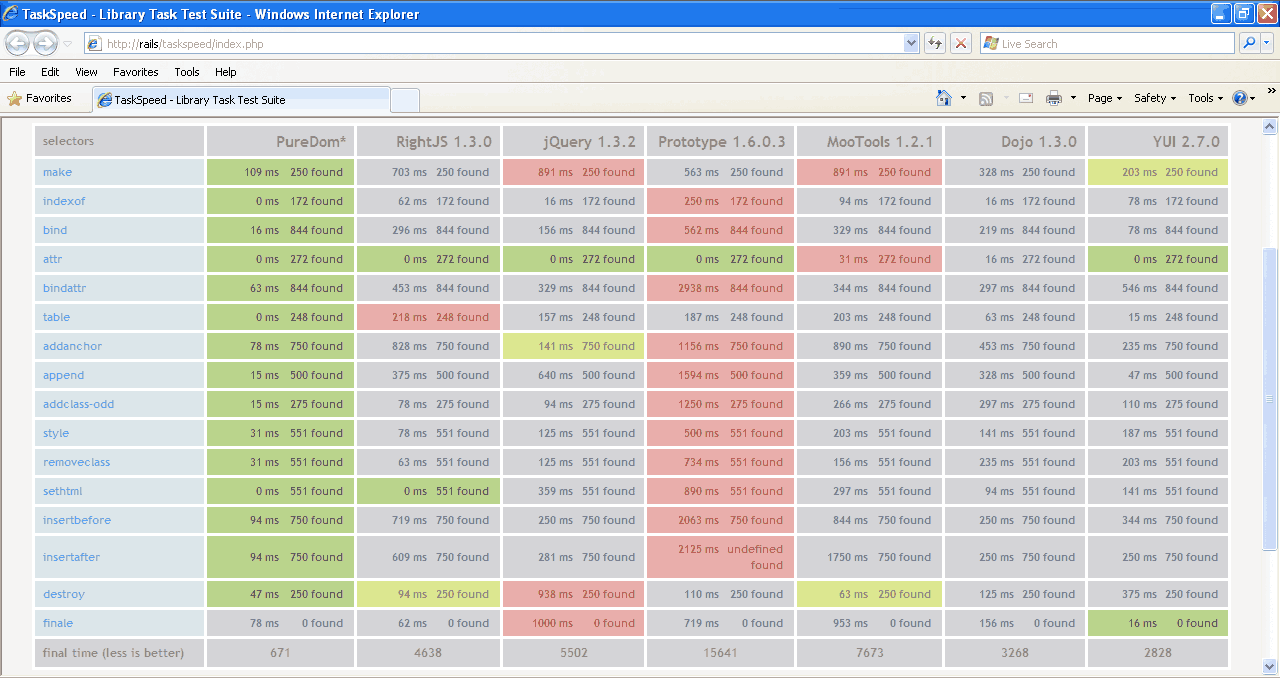 TaskSpeed - Library Task Test Suite - Windows Internet Explorer
http://rails/taskspeed/index.php
Live Search
File Edit View Favorites Tools Help
Favorites TaskSpeed - Library Task Test Suite Page Safety Tools
selectors PureDom* RightJS 1.3.0 jQuery 1.3.2 Prototype 1.6.0.3 MooTools 1.2.1 Dojo 1.3.0 YUI 2.7.0
make 109 ms 250 found 703 ms 250 found 891 ms 250 found 563 ms 250 found 891 ms 250 found 328 ms 250 found 203 ms 250 found
indexof 0 ms 172 found 62 ms 172 found 16 ms 172 found 250 ms 172 found 94 ms 172 found 16 ms 172 found 78 ms 172 found
bind 16 ms 844 found 296 ms 844 found 156 ms 844 found 562 ms 844 found 329 ms 844 found 219 ms 844 found 78 ms 844 found
attr 0 ms 272 found 0 ms 272 found 0 ms 272 found 0 ms 272 found 31 ms 272 found 16 ms 272 found 0 ms 272 found
bindattr 63 ms 844 found 453 ms 844 found 329 ms 844 found 2938 ms 844 found 344 ms 844 found 297 ms 844 found 546 ms 844 found
table 0 ms 248 found 218 ms 248 found 157 ms 248 found 187 ms 248 found 203 ms 248 found 63 ms 248 found 15 ms 248 found
addanchor 78 ms 750 found 828 ms 750 found 141 ms 750 found 1156 ms 750 found 890 ms 750 found 453 ms 750 found 235 ms 750 found
append 15 ms 500 found 375 ms 500 found 640 ms 500 found 1594 ms 500 found 359 ms 500 found 328 ms 500 found 47 ms 500 found
addclass-odd 15 ms 275 found 78 ms 275 found 94 ms 275 found 1250 ms 275 found 266 ms 275 found 297 ms 275 found 110 ms 275 found
style 31 ms 551 found 78 ms 551 found 125 ms 551 found 500 ms 551 found 203 ms 551 found 141 ms 551 found 187 ms 551 found
removeclass 31 ms 551 found 63 ms 551 found 125 ms 551 found 734 ms 551 found 156 ms 551 found 235 ms 551 found 203 ms 551 found
sethtml 0 ms 551 found 0 ms 551 found 359 ms 551 found 890 ms 551 found 297 ms 551 found 94 ms 551 found 141 ms 551 found
insertbefore 94 ms 750 found 719 ms 750 found 250 ms 750 found 2063 ms 750 found 844 ms 750 found 250 ms 750 found 344 ms 750 found
insertafter 94 ms 750 found 609 ms 750 found 281 ms 750 found 2125 ms undefined found 1750 ms 750 found 250 ms 750 found 250 ms 750 found
destroy 47 ms 250 found 94 ms 250 found 938 ms 250 found 110 ms 250 found 63 ms 250 found 125 ms 250 found 375 ms 250 found
finale 78 ms 0 found 62 ms 0 found 1000 ms 0 found 719 ms 0 found 953 ms 0 found 156 ms 0 found 16 ms 0 found
final time (less is better) 671 4638 5502 15641 7673 3268 2828